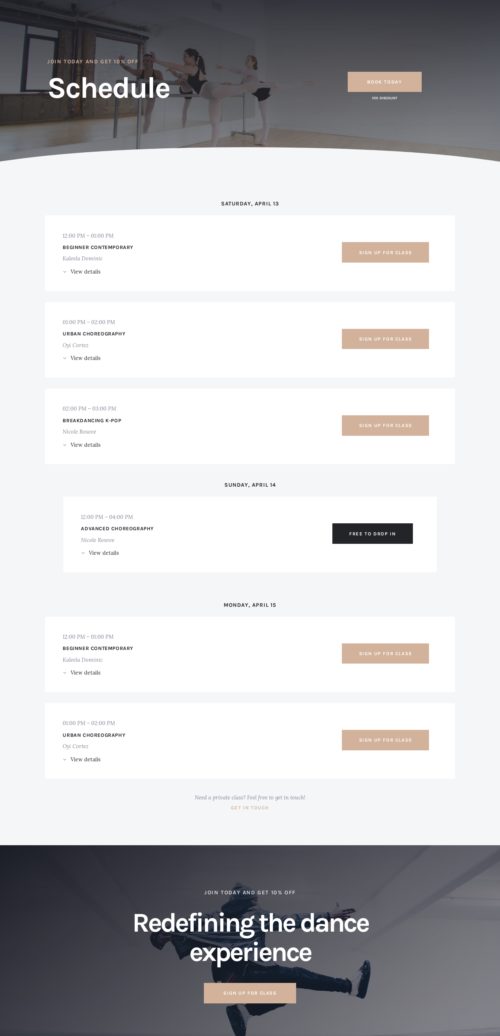 JOIN TODAY AND GET 10% OFF
Schedule
BOOK TODAY
10% DISCOUNT
SATURDAY, APRIL 13
12:00 PM – 01:00 PM
BEGINNER CONTEMPORARY
Kaleela Dominic
View details
SIGN UP FOR CLASS
01:00 PM – 02:00 PM
URBAN CHOREOGRAPHY
Oyi Cortez
View details
SIGN UP FOR CLASS
02:00 PM – 03:00 PM
BREAKDANCING K-POP
Nicole
View details
SIGN UP FOR CLASS
SUNDAY, APRIL 14
12:00 PM – 04:00 PM
ADVANCED CHOREOGRAPHY
Nicole
View details
FREE TO DROP IN
MONDAY, APRIL 15
12:00 PM – 01:00 PM
BEGINNER CONTEMPORARY
Kaleela Dominic
View details
SIGN UP FOR CLASS
01:00 PM – 02:00 PM
URBAN CHOREOGRAPHY
Oyi Cortez
View details
SIGN UP FOR CLASS
Need a private class? Feel free to get in touch!
GET IN TOUCH
JOIN TODAY AND GET 10% OFF
Redefining the dance
experience
SIGN UP FOR CLASS